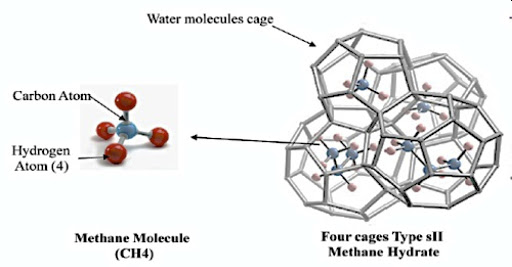 Water molecules cage
Carbon Atom
Hydrogen
Atom (4)
Methane Molecule
(CH4)
Four cages Type sII
Methane Hydrate